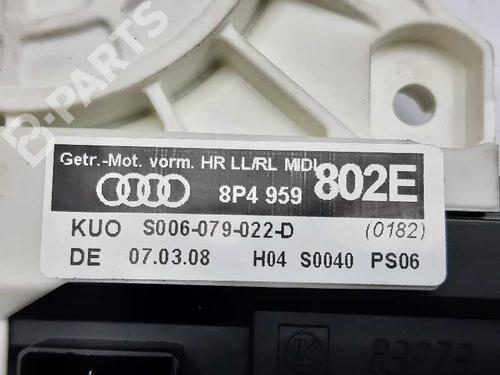 B-PARTS
Getr.-Mot. vorm. HR LL/RL MIDI
8P4 959 802E
KUO S006-079-022-D (0182)
DE 07.03.08 H04 S0040 PS06